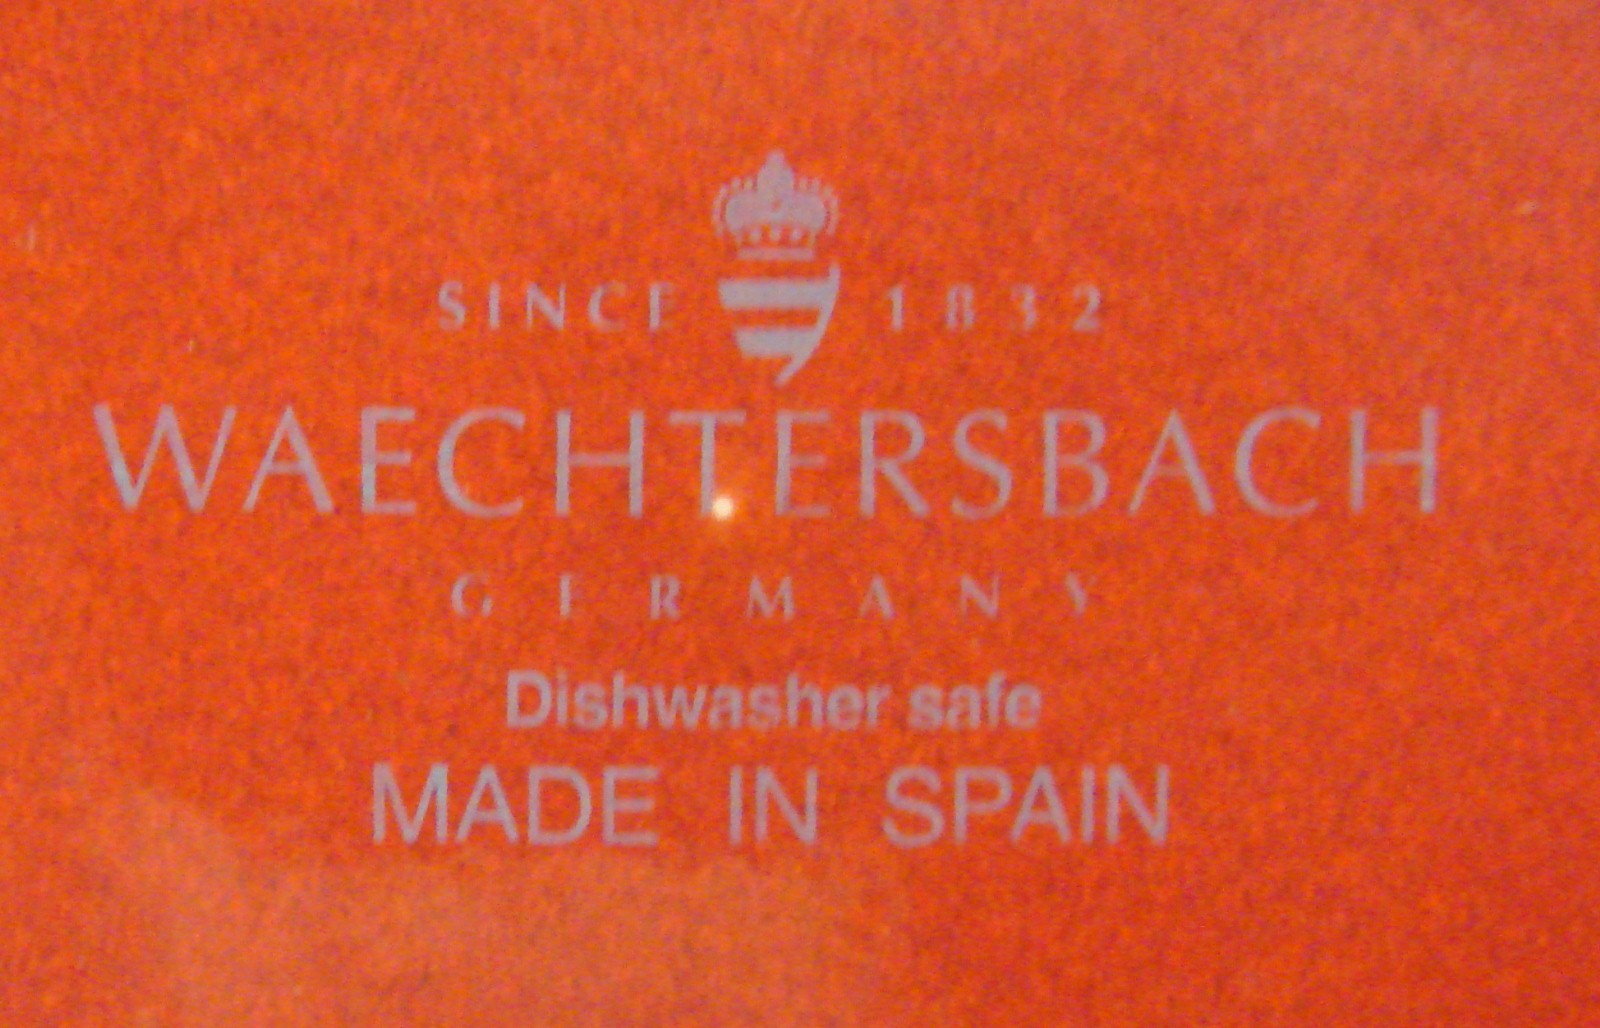 SINCE 1832
WAECHTERSBACH
GERMANY
Dishwasher safe
MADE IN SPAIN